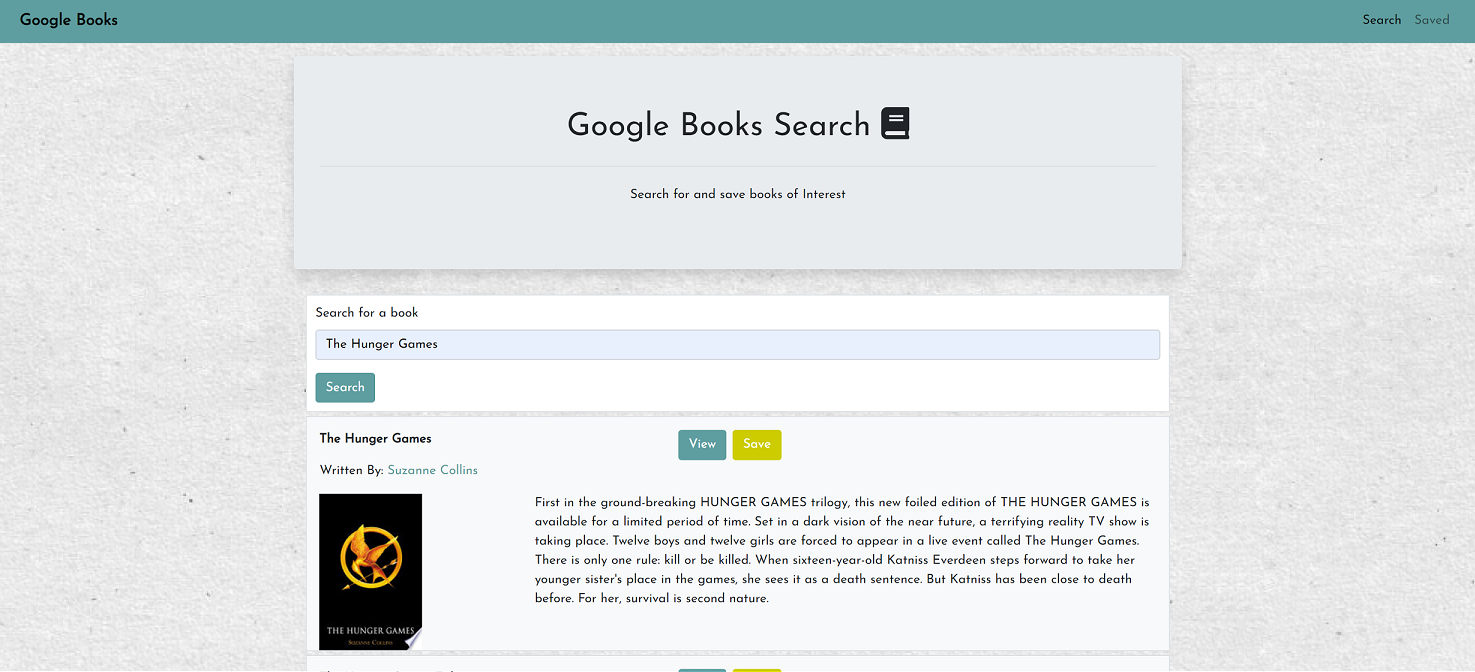 Google Books
Search Saved
Google Books Search
Search for and save books of Interest
Search for a book
The Hunger Games
Search
The Hunger Games
View Save
Written By: Suzanne Collins
First in the ground-breaking HUNGER GAMES trilogy, this new foiled edition of THE HUNGER GAMES is
available for a limited period of time. Set in a dark vision of the near future, a terrifying reality TV show is
taking place. Twelve boys and twelve girls are forced to appear in a live event called The Hunger Games.
There is only one rule: kill or be killed. When sixteen-year-old Katniss Everdeen steps forward to take her
younger sister's place in the games, she sees it as a death sentence. But Katniss has been close to death
before. For her, survival is second nature.
THE HUNGER GAMES
SUZANNE COLLINS